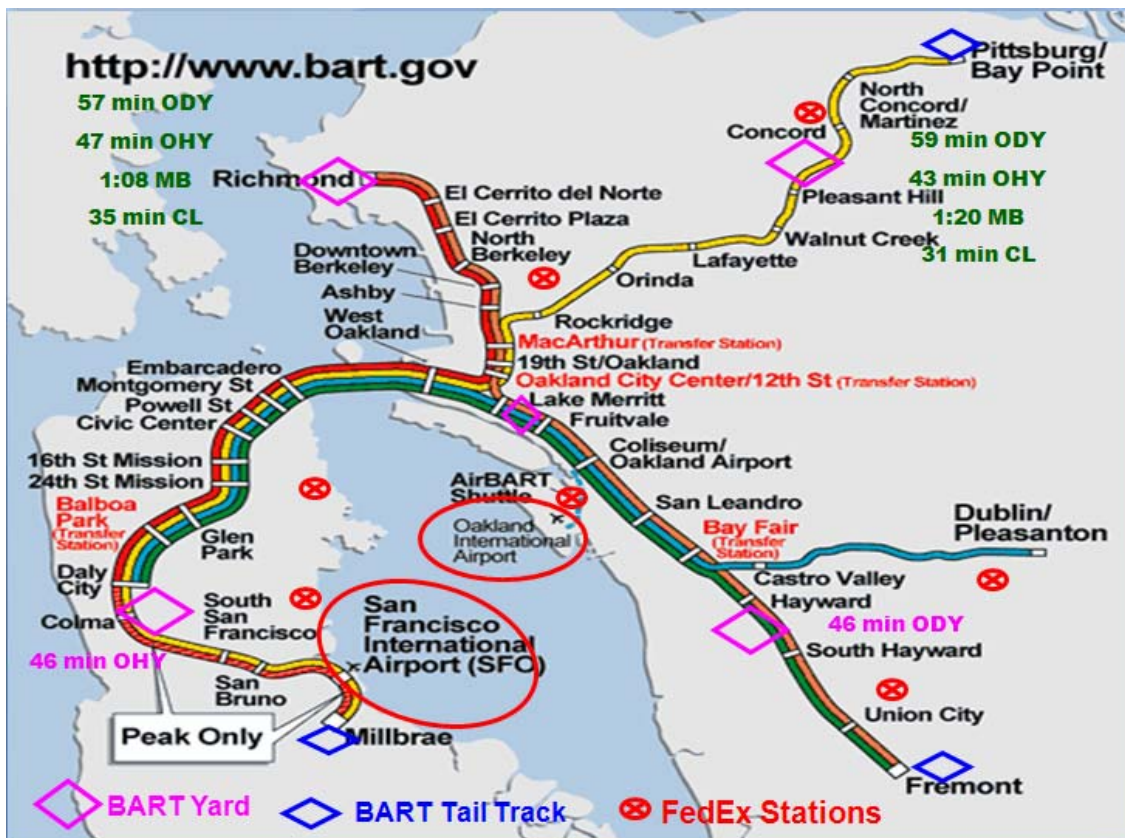 http://www.bart.gov
57 min ODY
47 min OHY
1:08 MB
35 min CL
Pittsburg/
Bay Point
North
Concord/
Martinez
Concord
59 min ODY
43 min OHY
1:20 MB
31 min CL
Richmond
Pleasant Hill
El Cerrito del Norte
El Cerrito Plaza
North
Berkeley
Walnut Creek
Lafayette
Orinda
Downtown
Berkeley
Ashby
West
Oakland
Rockridge
MacArthur (Transfer Station)
19th St/Oakland
Oakland City Center/12th St (Transfer Station)
Embarcadero
Montgomery St
Powell St
Civic Center
Lake Merritt
Fruitvale
Coliseum/
Oakland Airport
16th St Mission
24th St Mission
AirBART
Shuttle
San Leandro
Balboa
Park
(Transfer
Station)
Glen
Park
Oakland
International
Airport
Bay Fair
(Transfer
Station)
Dublin/
Pleasanton
Castro Valley
Hayward
Daly
City
Colma
South
San
Francisco
San
Francisco
International
Airport (SFO)
46 min ODY
South Hayward
46 min OHY
San
Bruno
Union City
Peak Only
Millbrae
Fremont
BART Yard
BART Tail Track
FedEx Stations